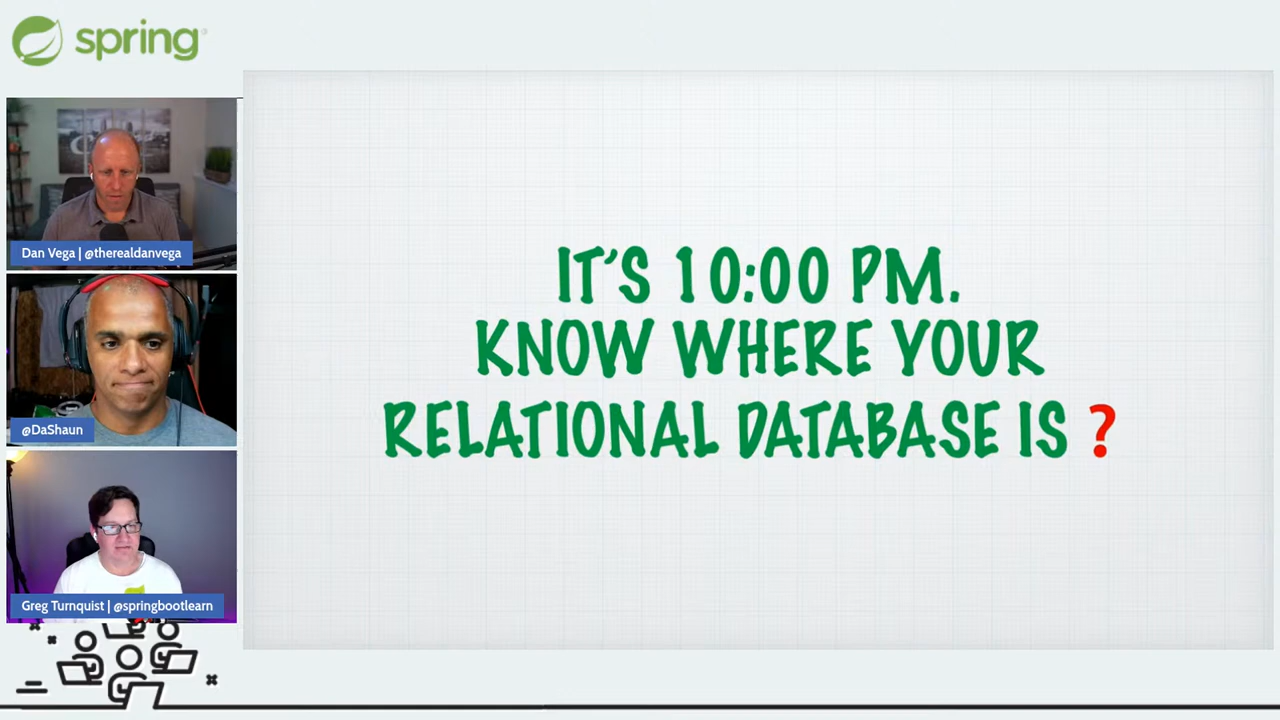 spring
Dan Vega | @therealdanvega
@DaShaun
Greg Turnquist | @springbootlearn
IT'S 10:00 PM.
KNOW WHERE YOUR
RELATIONAL DATABASE IS ?